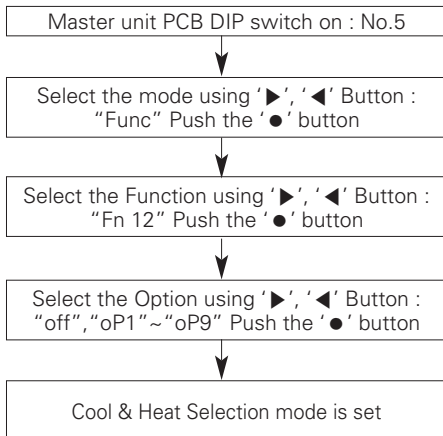 Master unit PCB DIP switch on : No.5
Select the mode using ‘▶’, ‘◀’ Button :
“Func” Push the ‘●’ button
Select the Function using ‘▶’, ‘◀’ Button :
“Fn 12” Push the ‘●’ button
Select the Option using ‘▶’, ‘◀’ Button :
“off”,“oP1”~“oP9” Push the ‘●’ button
Cool & Heat Selection mode is set